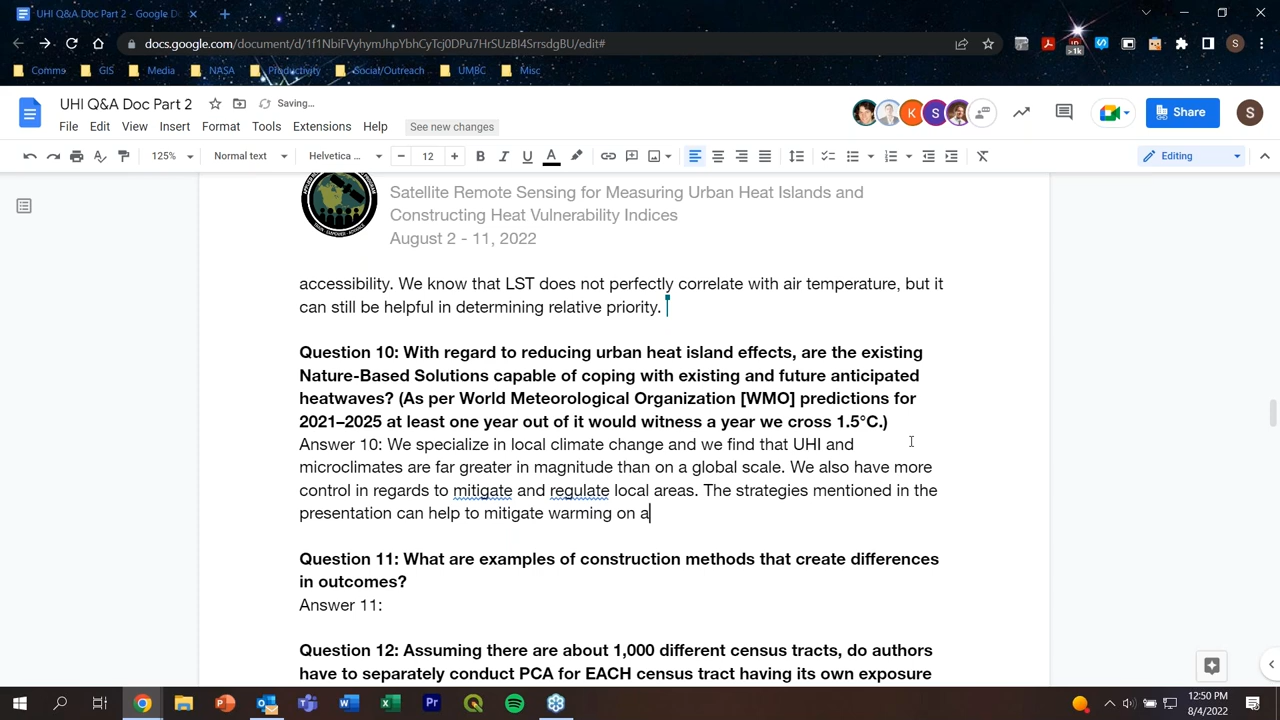 UHI Q&A Doc Part 2 - Google Do
docs.google.com/document/d/1f1NbiFVyhymJhpYbhCyTcj0DPu7HrSUzBl4SrrsdgBU/edit#
Comms GIS Media NASA Productivity Social/Outreach UMBC Misc
UHI Q&A Doc Part 2 Saving...
File Edit View Insert Format Tools Extensions Help See new changes
K S Share S
125% Normal text Helvetica ... 12 B I U A Editing
Satellite Remote Sensing for Measuring Urban Heat Islands and
Constructing Heat Vulnerability Indices
August 2 - 11, 2022
accessibility. We know that LST does not perfectly correlate with air temperature, but it
can still be helpful in determining relative priority.
Question 10: With regard to reducing urban heat island effects, are the existing
Nature-Based Solutions capable of coping with existing and future anticipated
heatwaves? (As per World Meteorological Organization [WMO] predictions for
2021–2025 at least one year out of it would witness a year we cross 1.5°C.)
Answer 10: We specialize in local climate change and we find that UHI and
microclimates are far greater in magnitude than on a global scale. We also have more
control in regards to mitigate and regulate local areas. The strategies mentioned in the
presentation can help to mitigate warming on a
Question 11: What are examples of construction methods that create differences
in outcomes?
Answer 11:
Question 12: Assuming there are about 1,000 different census tracts, do authors
have to separately conduct PCA for EACH census tract having its own exposure
12:50 PM
8/4/2022